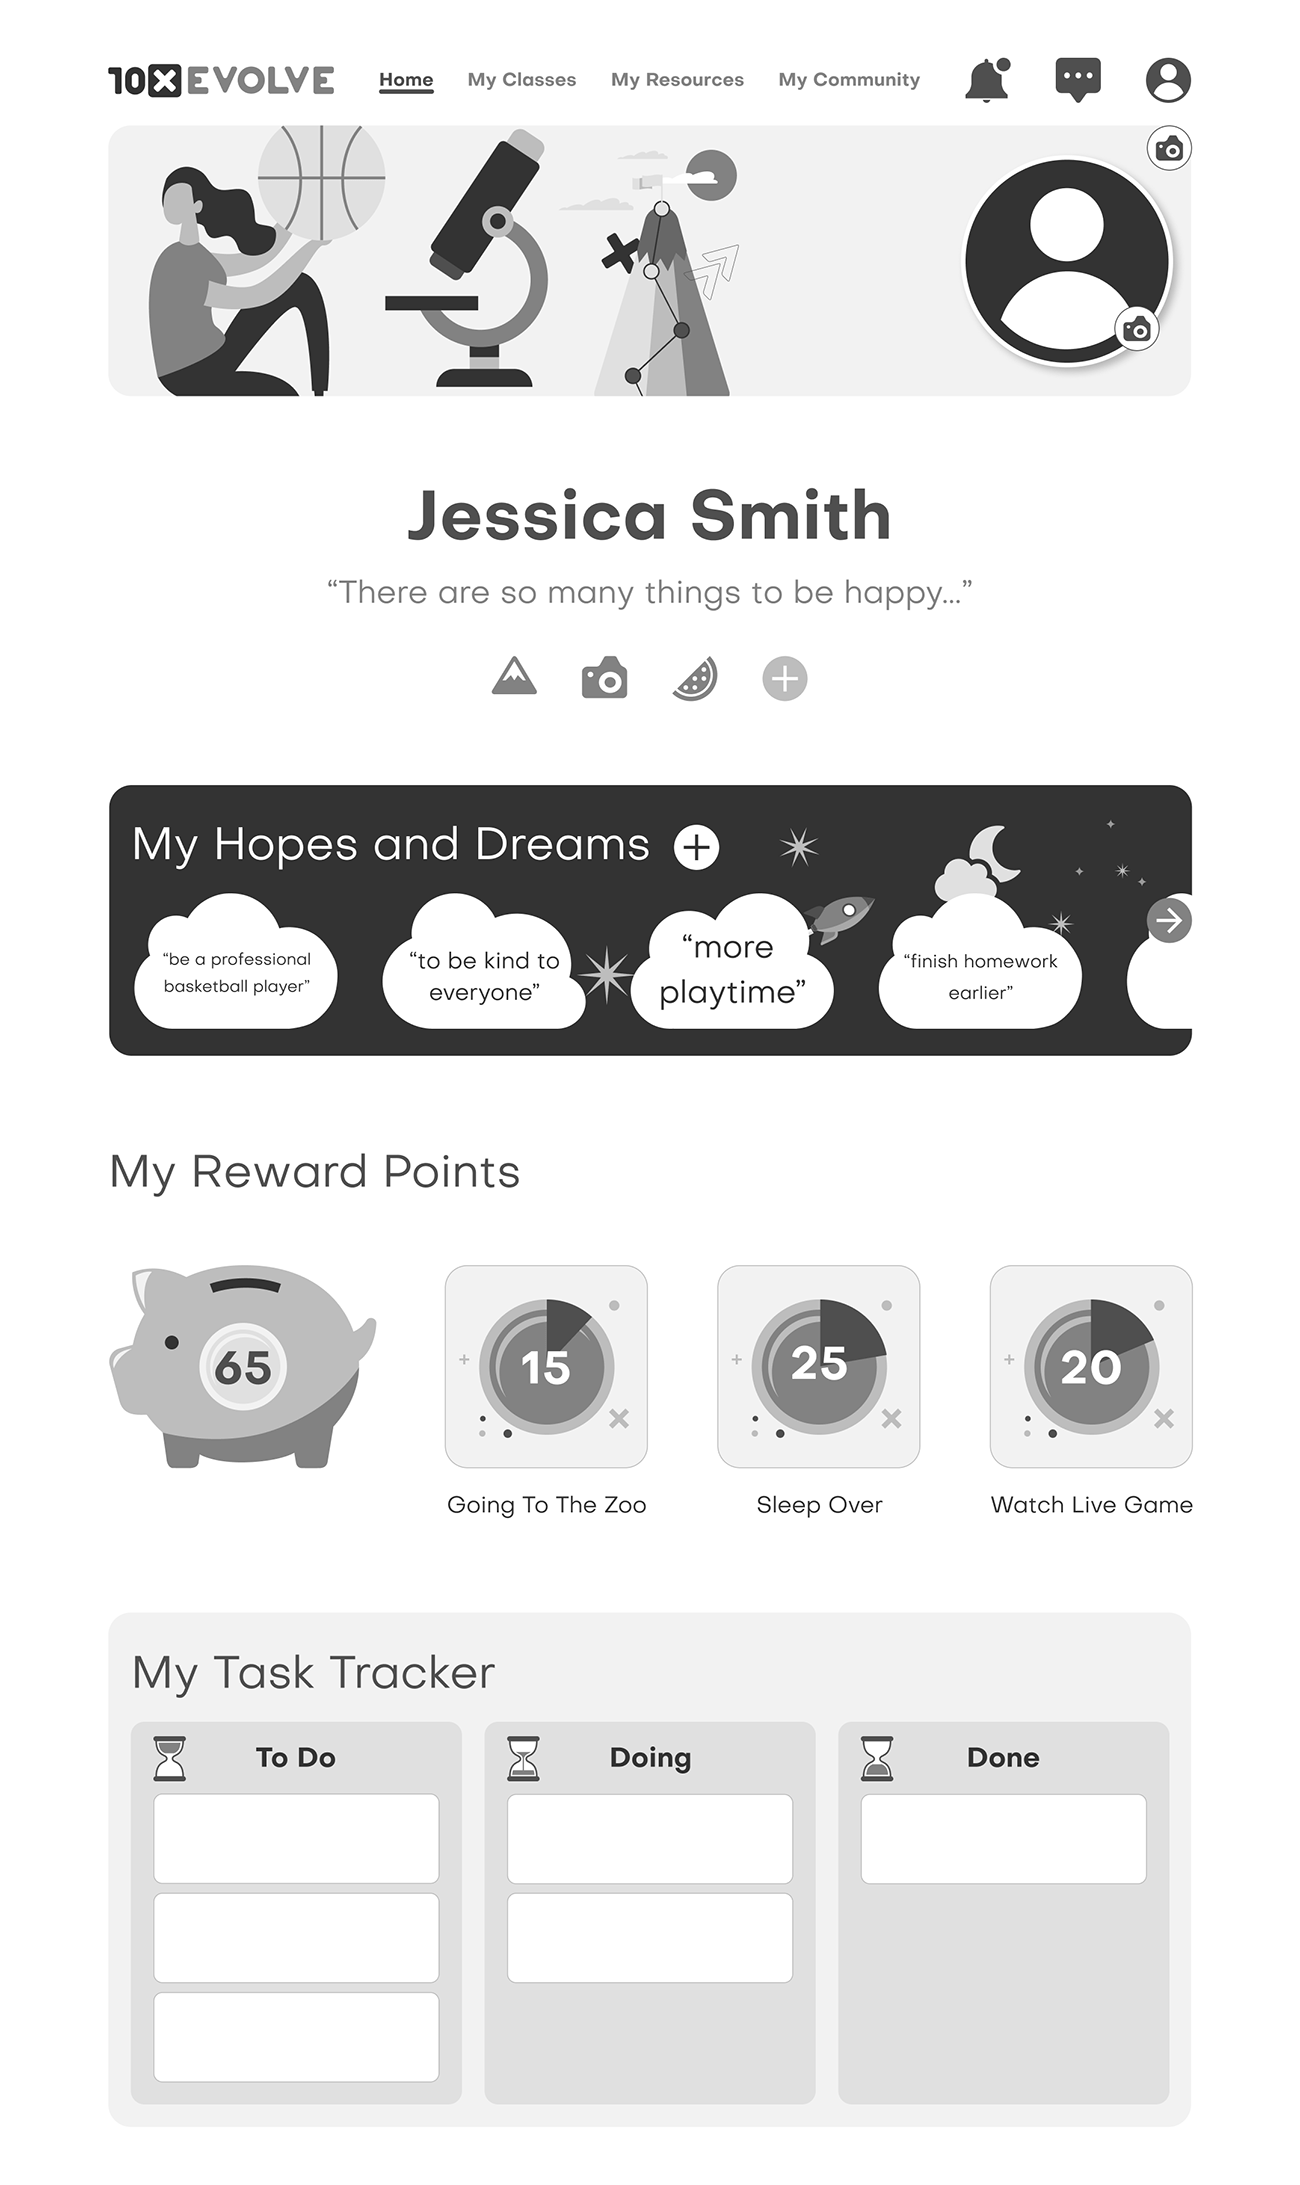 10XEVOLVE Home My Classes My Resources My Community
Jessica Smith
“There are so many things to be happy...”
My Hopes and Dreams
“be a professional
basketball player”
“to be kind to
everyone”
“more
playtime”
“finish homework
earlier”
My Reward Points
65
15
25
20
Going To The Zoo
Sleep Over
Watch Live Game
My Task Tracker
To Do
Doing
Done